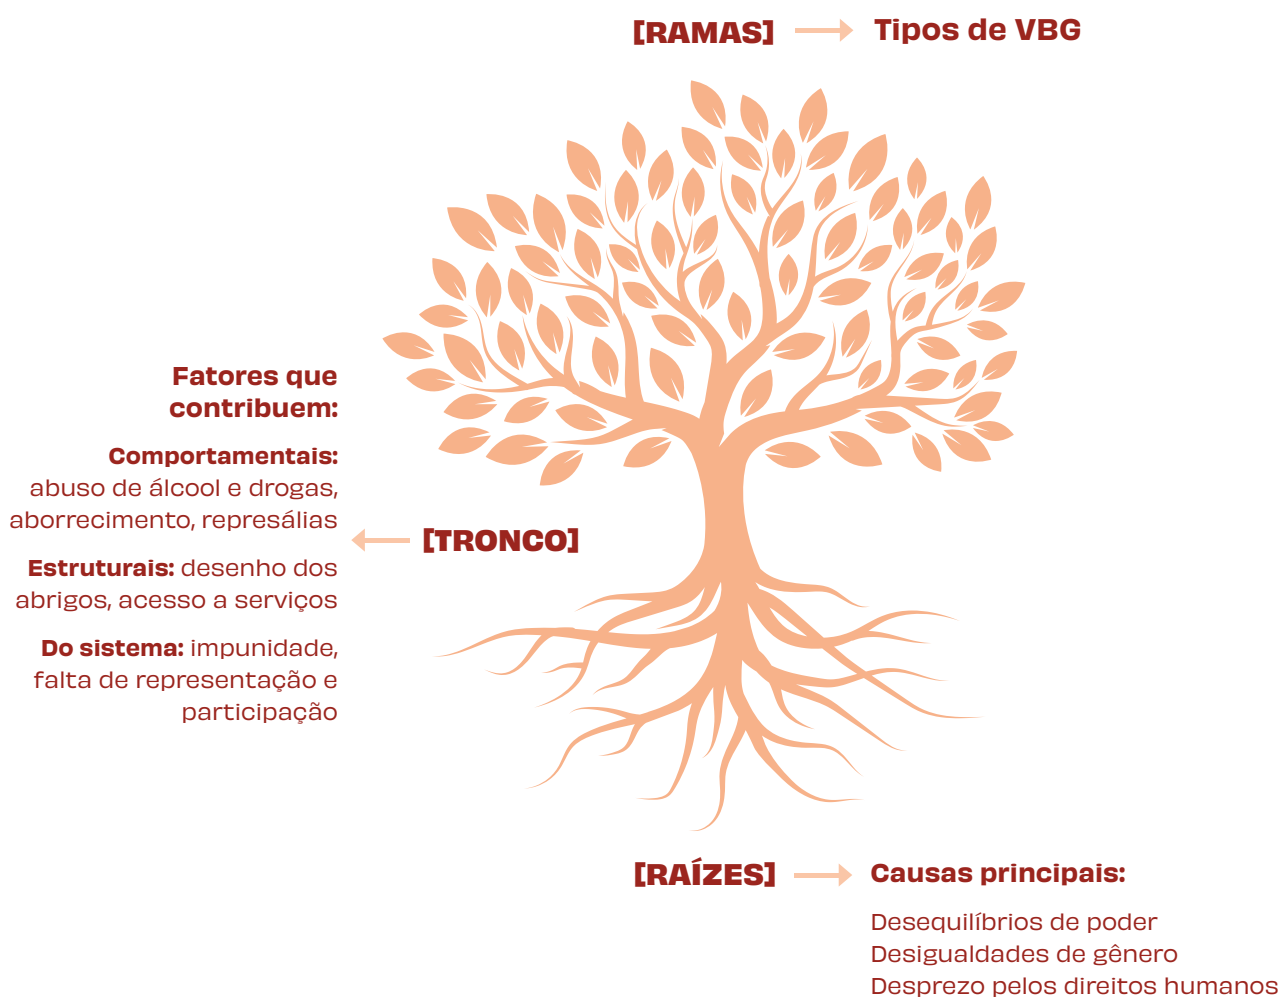 [RAMAS]
Tipos de VBG
Fatores que
contribuem:
Comportamentais:
abuso de álcool e drogas,
aborrecimento, represálias
Estruturais: desenho dos
abrigos, acesso a serviços
Do sistema: impunidade,
falta de representação e
participação
[TRONCO]
[RAÍZES]
Causas principais:
Desequilíbrios de poder
Desigualdades de gênero
Desprezo pelos direitos humanos